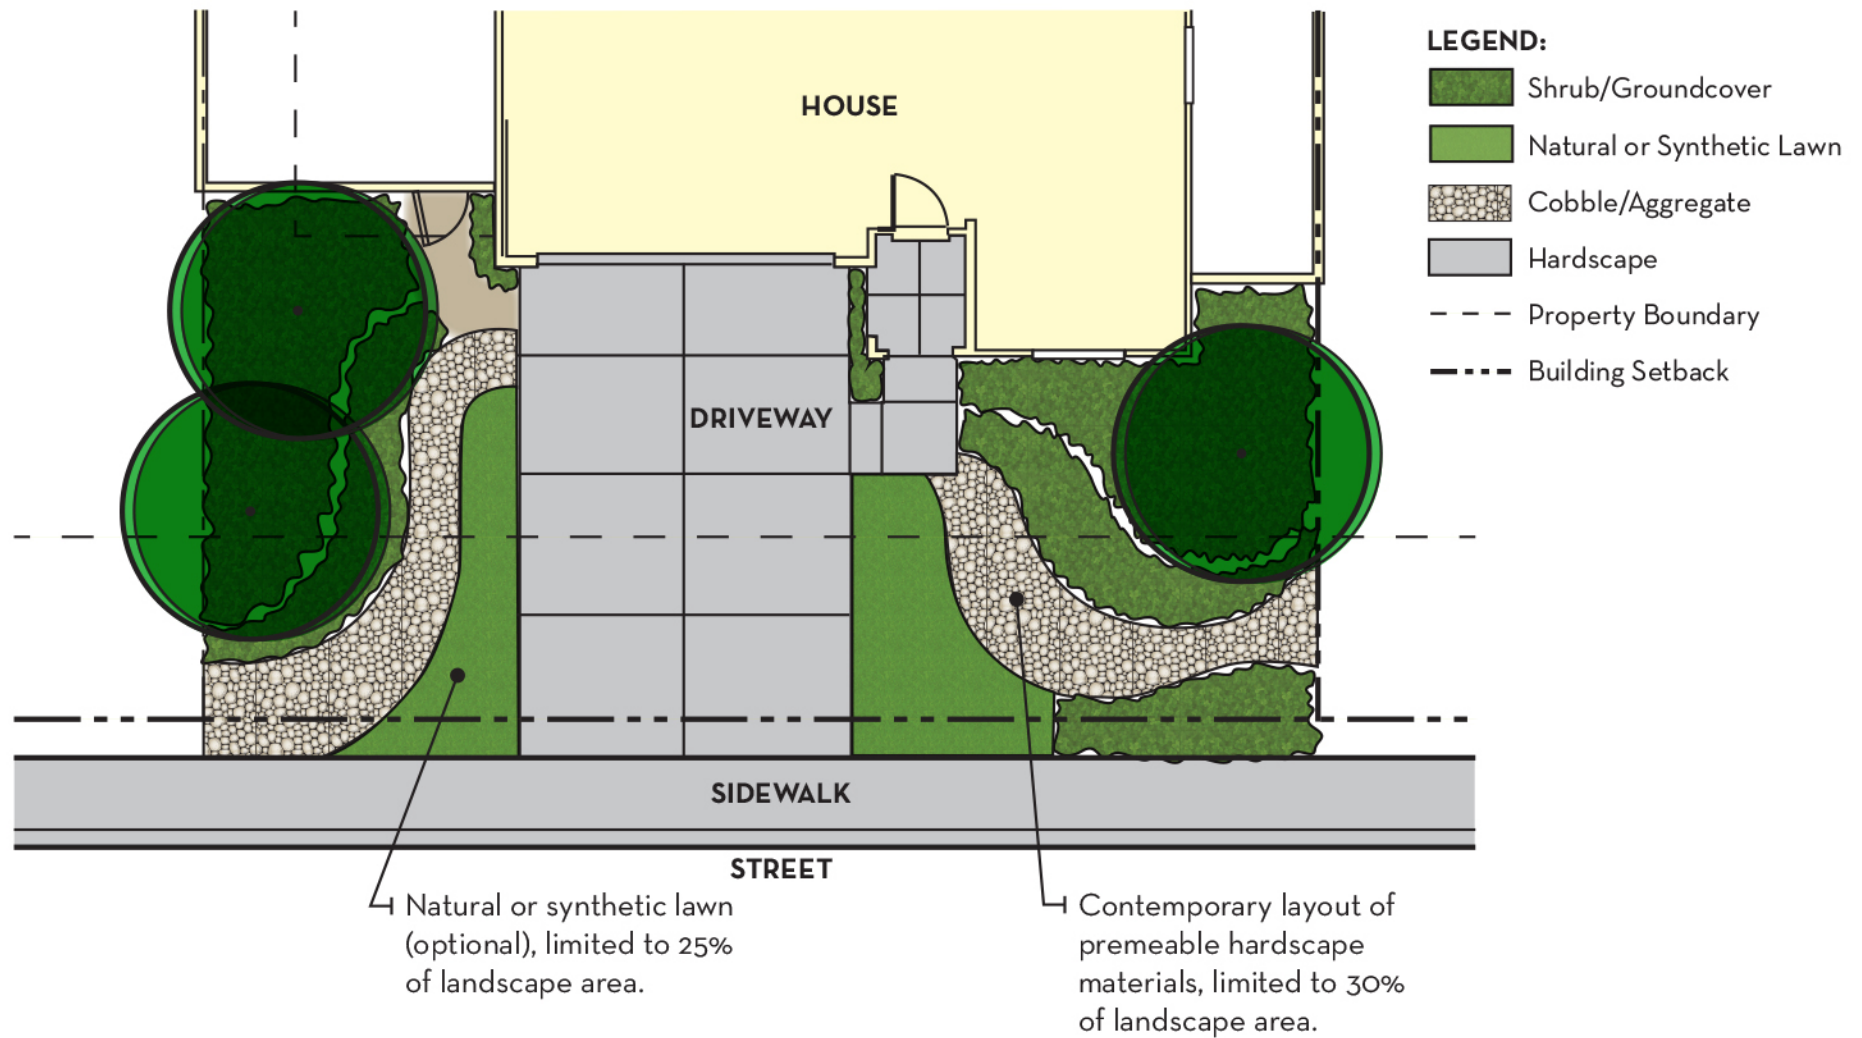 HOUSE
LEGEND:
Shrub/Groundcover
Natural or Synthetic Lawn
Cobble/Aggregate
Hardscape
Property Boundary
Building Setback
DRIVEWAY
SIDEWALK
STREET
Natural or synthetic lawn
(optional), limited to 25%
of landscape area.
Contemporary layout of
premeable hardscape
materials, limited to 30%
of landscape area.